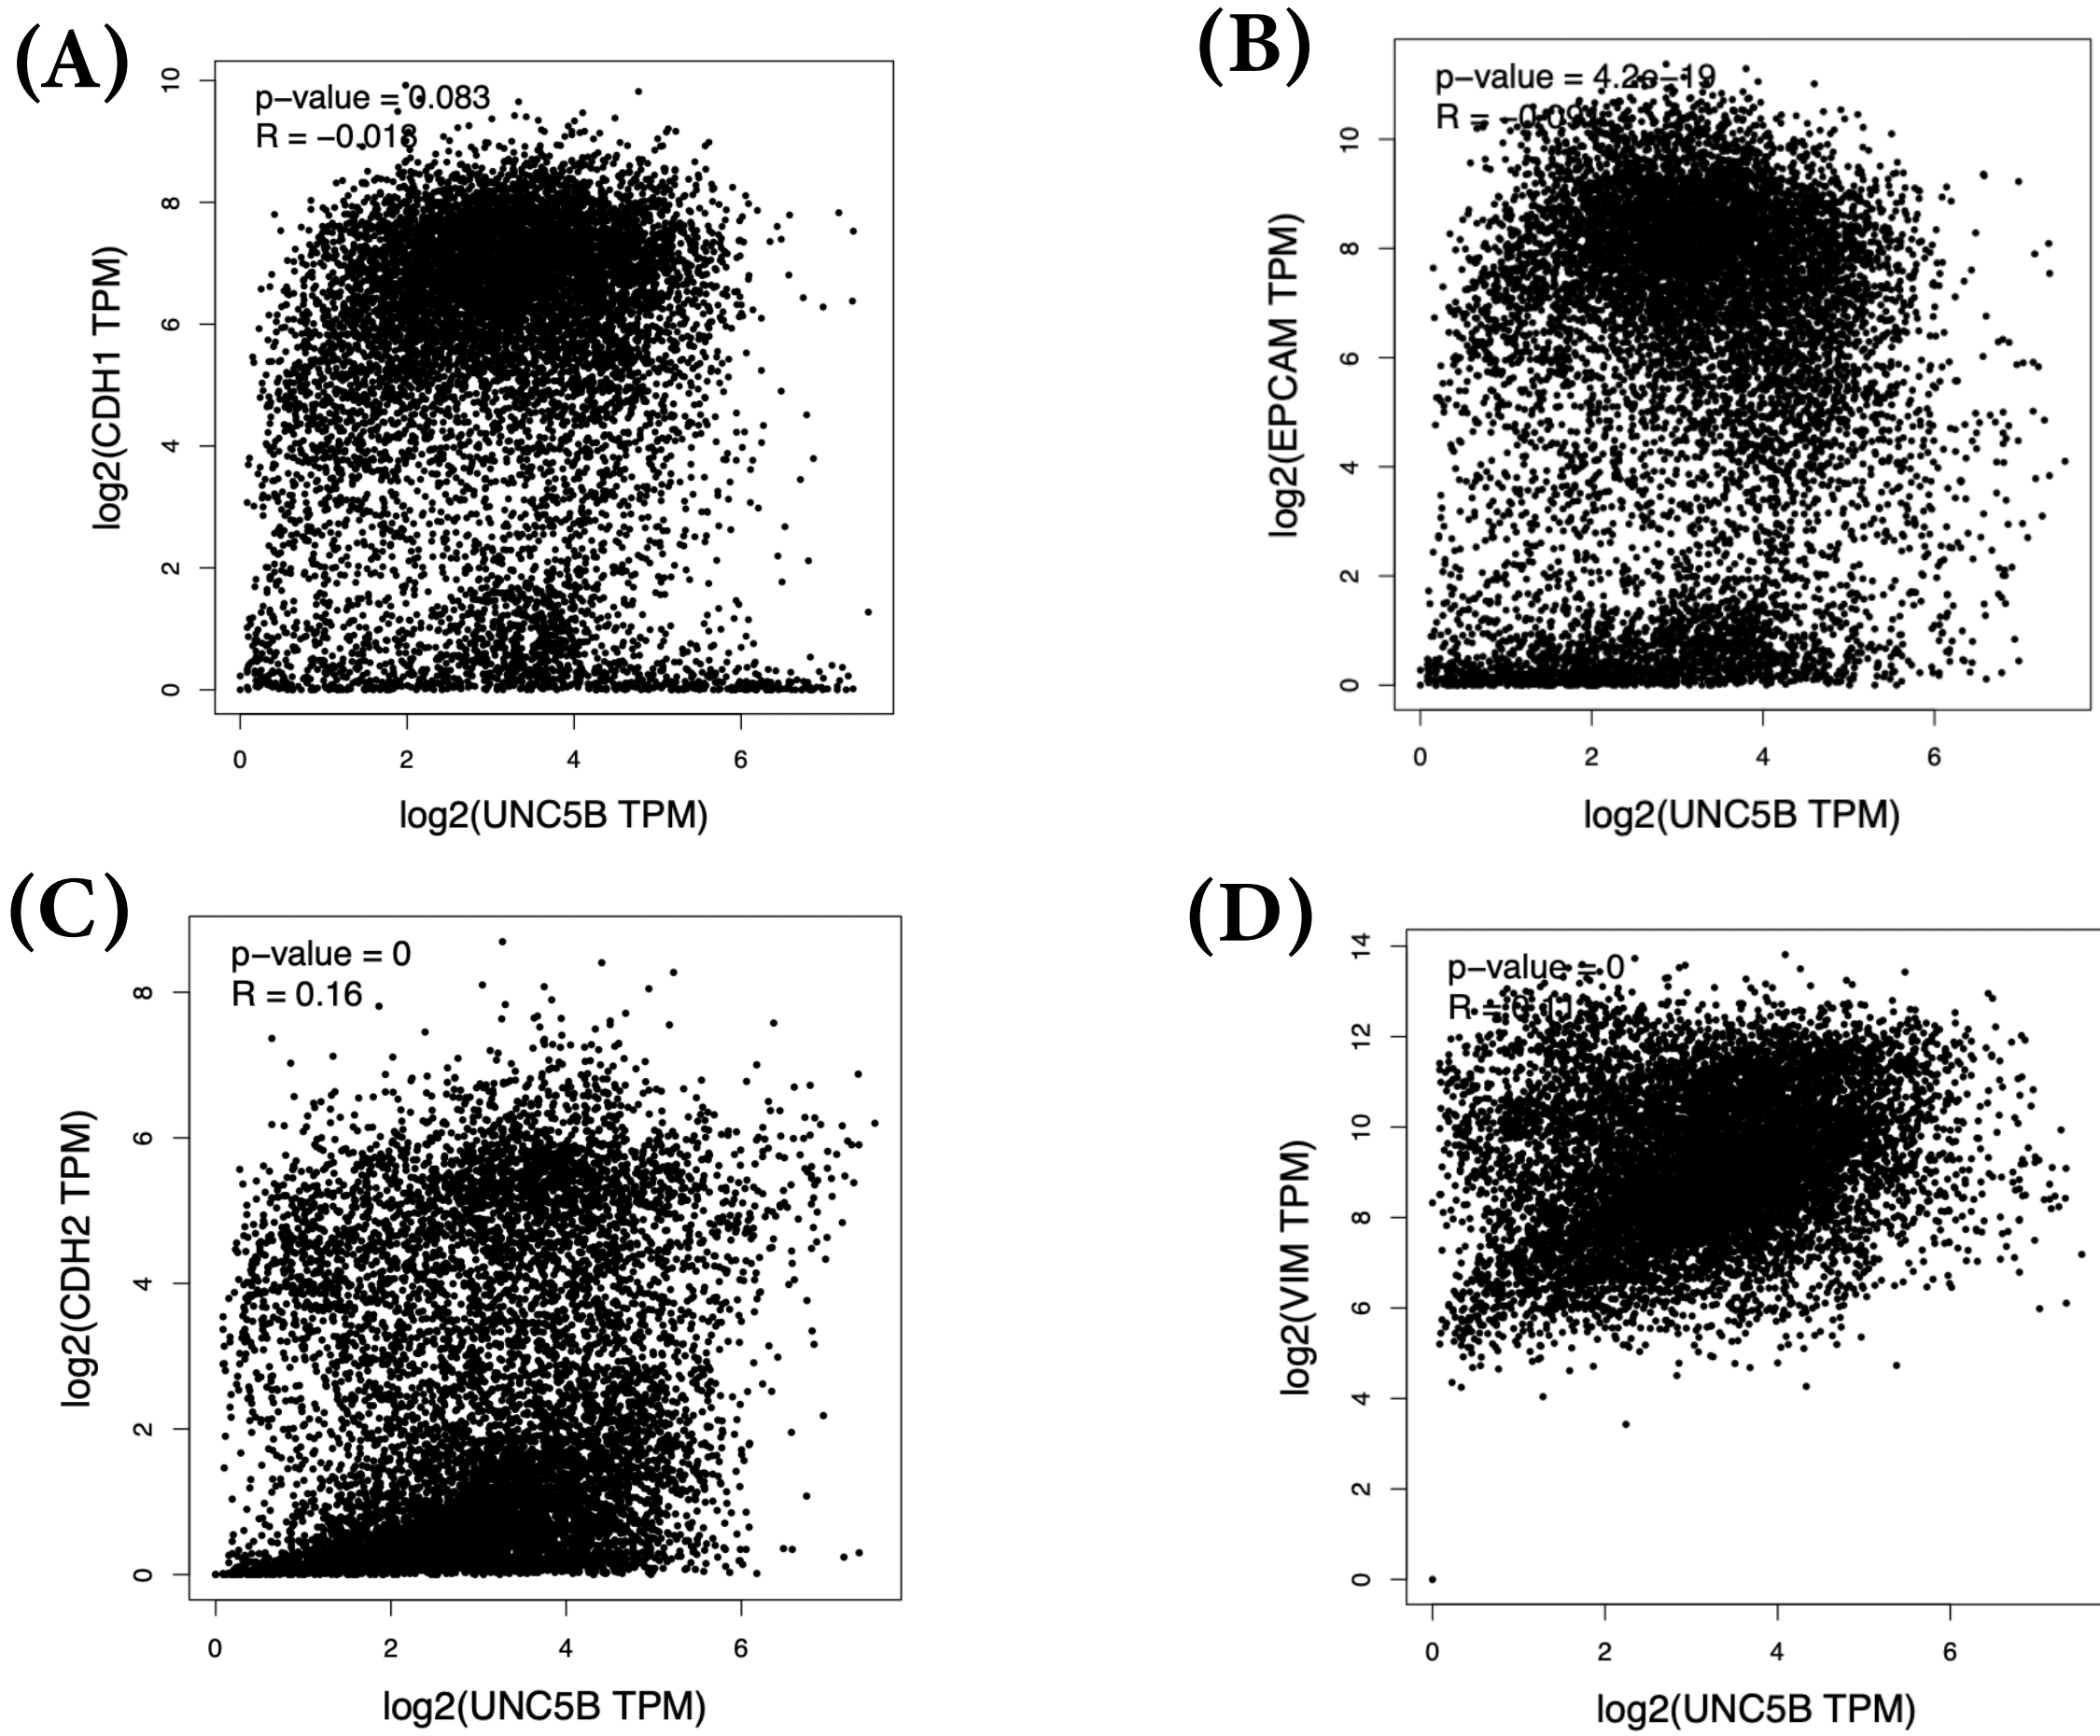 (A)
p−value = 0.083
R = −0.018
log2(CDH1 TPM)
0 2 4 6 8 10
0 2 4 6
log2(UNC5B TPM)
(B)
p−value = 4.2e−19
R = −0.09
log2(EPCAM TPM)
0 2 4 6 8 10
0 2 4 6
log2(UNC5B TPM)
(C)
p−value = 0
R = 0.16
log2(CDH2 TPM)
0 2 4 6 8
0 2 4 6
log2(UNC5B TPM)
(D)
p−value = 0
R = 0.11
log2(VIM TPM)
0 2 4 6 8 10 12 14
0 2 4 6
log2(UNC5B TPM)